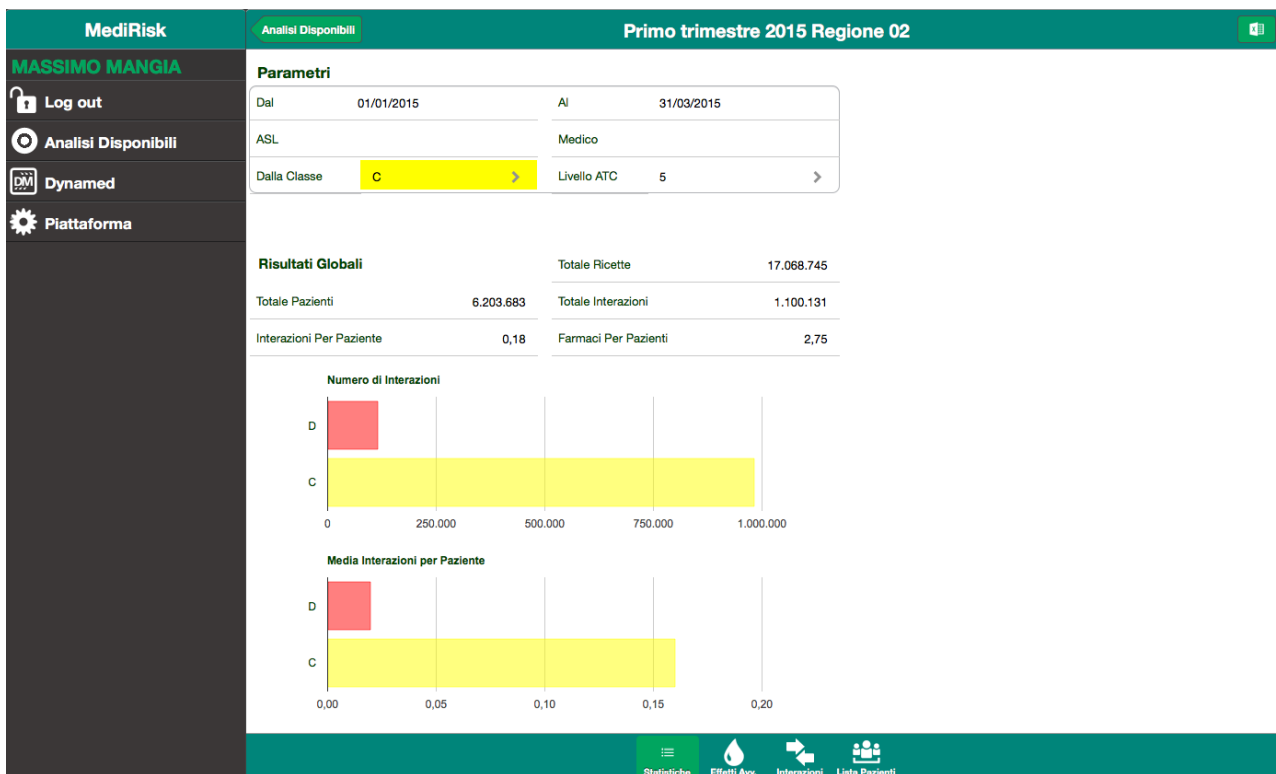 MediRisk
Analisi Disponibili
Primo trimestre 2015 Regione 02
MASSIMO MANGIA
Log out
Analisi Disponibili
DM Dynamed
Piattaforma
Parametri
Dal 01/01/2015 Al 31/03/2015
ASL Medico
Dalla Classe C Livello ATC 5
Risultati Globali Totale Ricette 17.068.745
Totale Pazienti 6.203.683 Totale Interazioni 1.100.131
Interazioni Per Paziente 0,18 Farmaci Per Pazienti 2,75
Numero di Interazioni
D
C
0 250.000 500.000 750.000 1.000.000
Media Interazioni per Paziente
D
C
0,00 0,05 0,10 0,15 0,20
Statistiche Effetti Avv. Interazioni Lista Pazienti